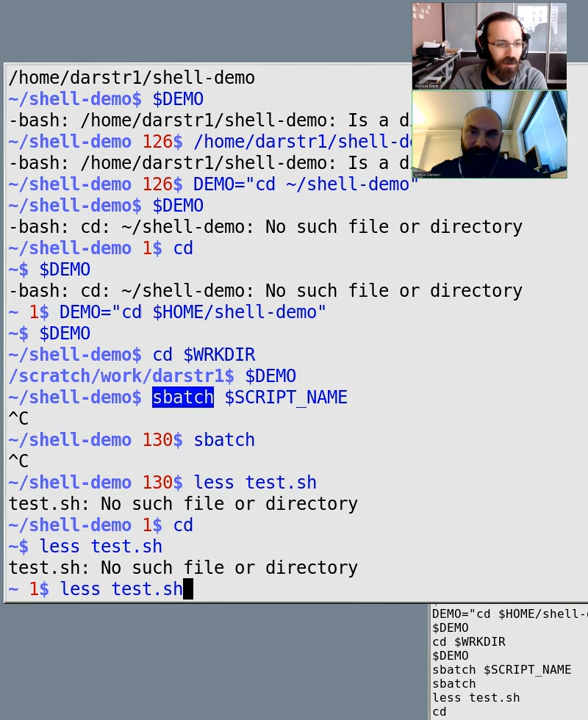 /home/darstr1/shell-demo
~/shell-demo$ $DEMO
-bash: /home/darstr1/shell-demo: Is a d
~/shell-demo 126$ /home/darstr1/shell-de
-bash: /home/darstr1/shell-demo: Is a d
~/shell-demo 126$ DEMO="cd ~/shell-demo"
~/shell-demo$ $DEMO
-bash: cd: ~/shell-demo: No such file or directory
~/shell-demo 1$ cd
~$ $DEMO
-bash: cd: ~/shell-demo: No such file or directory
~ 1$ DEMO="cd $HOME/shell-demo"
~$ $DEMO
~/shell-demo$ cd $WRKDIR
/scratch/work/darstr1$ $DEMO
~/shell-demo$ sbatch $SCRIPT_NAME
^C
~/shell-demo 130$ sbatch
^C
~/shell-demo 130$ less test.sh
test.sh: No such file or directory
~/shell-demo 1$ cd
~$ less test.sh
test.sh: No such file or directory
~ 1$ less test.sh
DEMO="cd $HOME/shell-
$DEMO
cd $WRKDIR
$DEMO
sbatch $SCRIPT_NAME
sbatch
less test.sh
cd